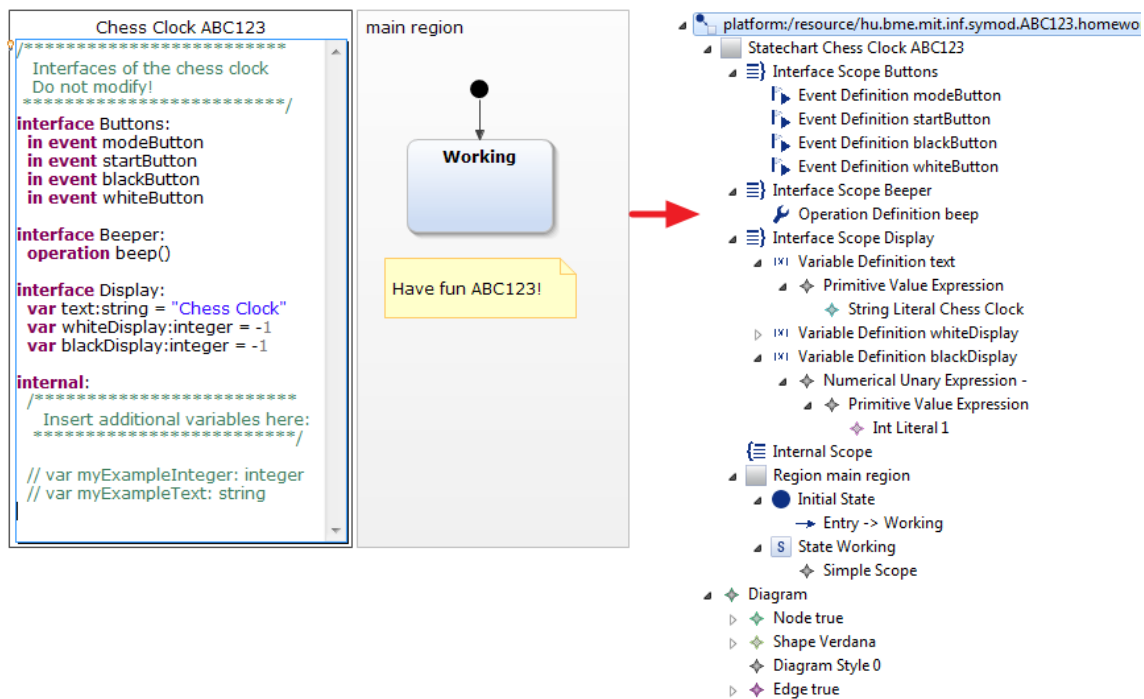 Chess Clock ABC123
/*************************
Interfaces of the chess clock
Do not modify!
*************************/
interface Buttons:
in event modeButton
in event startButton
in event blackButton
in event whiteButton
interface Beeper:
operation beep()
interface Display:
var text:string = "Chess Clock"
var whiteDisplay:integer = -1
var blackDisplay:integer = -1
internal:
/*************************
Insert additional variables here:
*************************/
// var myExampleInteger: integer
// var myExampleText: string
main region
Working
Have fun ABC123!
platform:/resource/hu.bme.mit.inf.symod.ABC123.homewo
Statechart Chess Clock ABC123
Interface Scope Buttons
Event Definition modeButton
Event Definition startButton
Event Definition blackButton
Event Definition whiteButton
Interface Scope Beeper
Operation Definition beep
Interface Scope Display
Variable Definition text
Primitive Value Expression
String Literal Chess Clock
Variable Definition whiteDisplay
Variable Definition blackDisplay
Numerical Unary Expression -
Primitive Value Expression
Int Literal 1
Internal Scope
Region main region
Initial State
Entry -> Working
S State Working
Simple Scope
Diagram
Node true
Shape Verdana
Diagram Style 0
Edge true